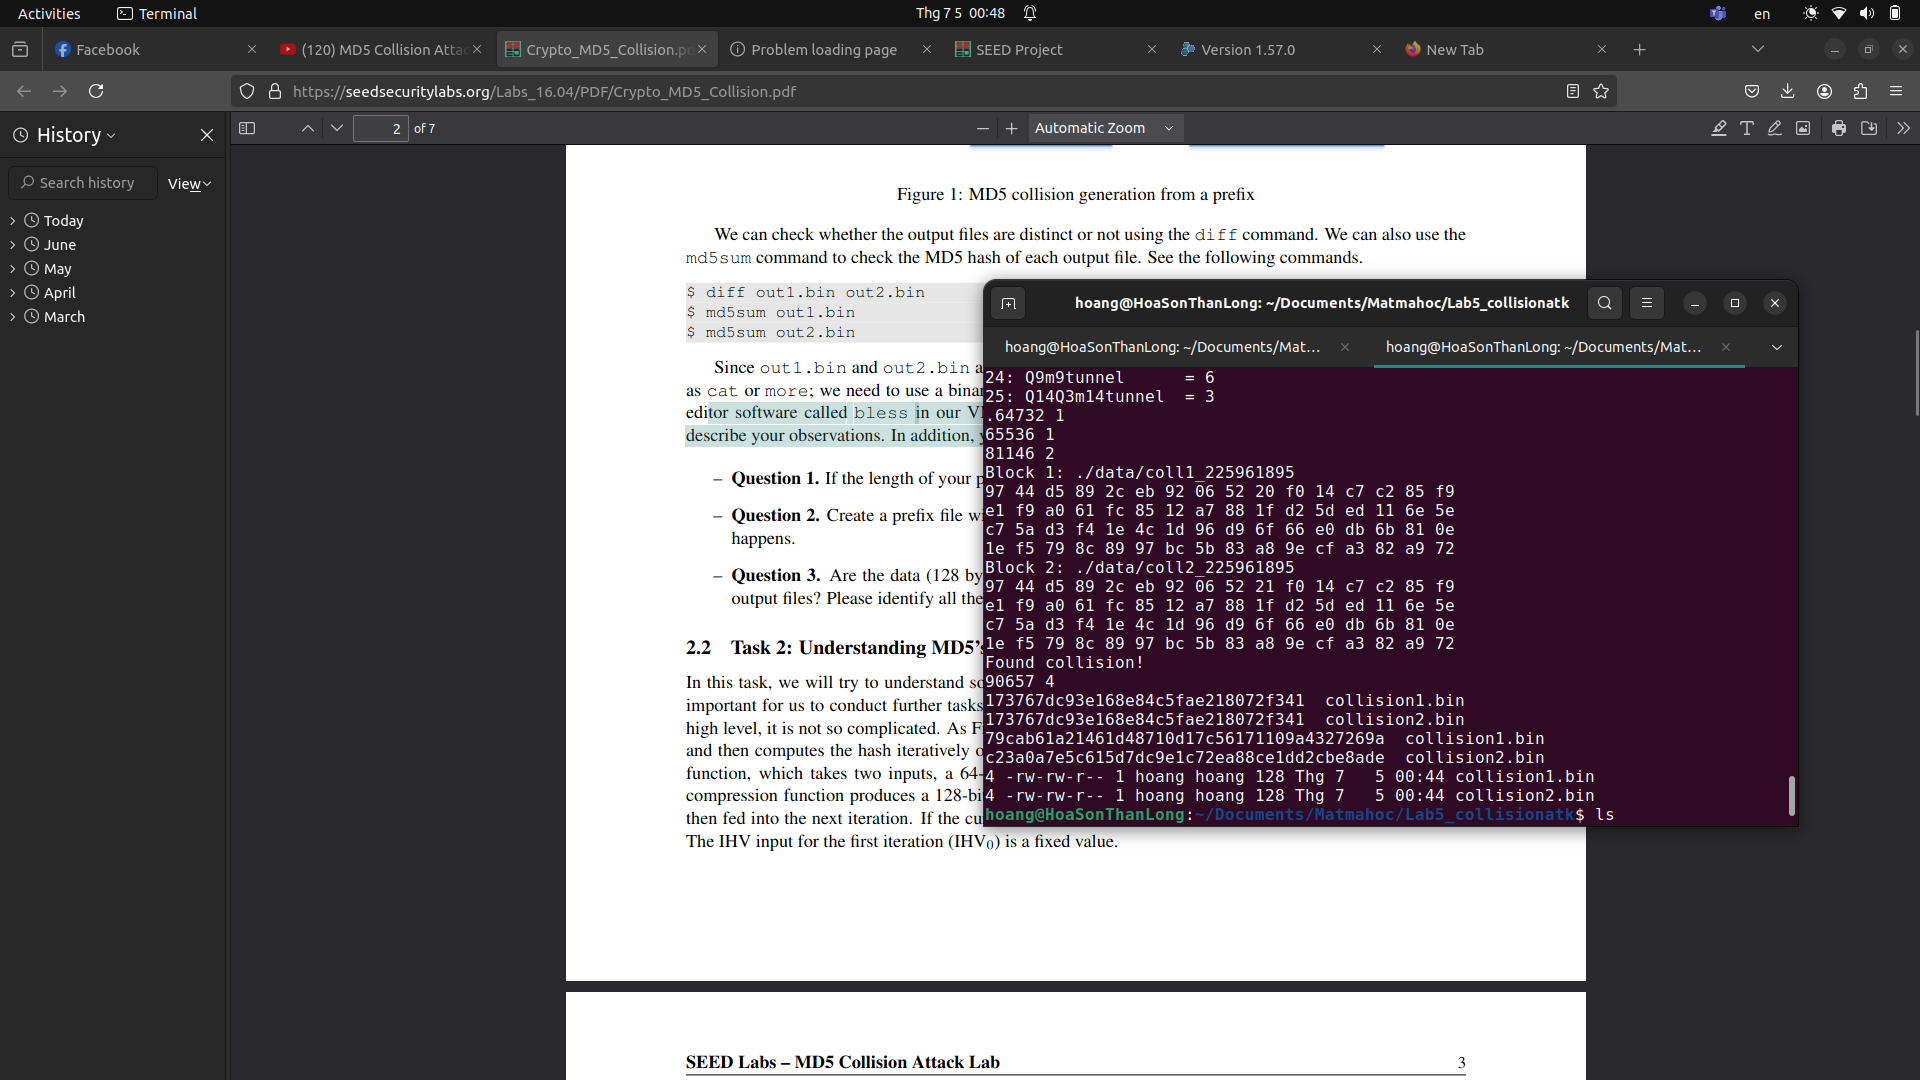 Activities
Terminal
Thg 7 5 00:48
en
Facebook
(120) MD5 Collision Attac
Crypto_MD5_Collision.pd
Problem loading page
SEED Project
Version 1.57.0
New Tab
https://seedsecuritylabs.org/Labs_16.04/PDF/Crypto_MD5_Collision.pdf
History
2 of 7
Automatic Zoom
Search history
View
Today
June
May
April
March
Figure 1: MD5 collision generation from a prefix
We can check whether the output files are distinct or not using the diff command. We can also use the
md5sum command to check the MD5 hash of each output file. See the following commands.
$ diff out1.bin out2.bin
$ md5sum out1.bin
$ md5sum out2.bin
Since out1.bin and out2.bin a
as cat or more; we need to use a bina
editor software called bless in our V
describe your observations. In addition, y
– Question 1. If the length of your p
– Question 2. Create a prefix file wi
happens.
– Question 3. Are the data (128 by
output files? Please identify all the
2.2 Task 2: Understanding MD5's
In this task, we will try to understand so
important for us to conduct further tasks
high level, it is not so complicated. As F
and then computes the hash iteratively o
function, which takes two inputs, a 64-
compression function produces a 128-bi
then fed into the next iteration. If the cu
The IHV input for the first iteration (IHV0) is a fixed value.
SEED Labs – MD5 Collision Attack Lab
3
hoang@HoaSonThanLong: ~/Documents/Matmahoc/Lab5_collisionatk
hoang@HoaSonThanLong: ~/Documents/Mat...
hoang@HoaSonThanLong: ~/Documents/Mat...
24: Q9m9tunnel = 6
25: Q14Q3m14tunnel = 3
.64732 1
65536 1
81146 2
Block 1: ./data/coll1_225961895
97 44 d5 89 2c eb 92 06 52 20 f0 14 c7 c2 85 f9
e1 f9 a0 61 fc 85 12 a7 88 1f d2 5d ed 11 6e 5e
c7 5a d3 f4 1e 4c 1d 96 d9 6f 66 e0 db 6b 81 0e
1e f5 79 8c 89 97 bc 5b 83 a8 9e cf a3 82 a9 72
Block 2: ./data/coll2_225961895
97 44 d5 89 2c eb 92 06 52 21 f0 14 c7 c2 85 f9
e1 f9 a0 61 fc 85 12 a7 88 1f d2 5d ed 11 6e 5e
c7 5a d3 f4 1e 4c 1d 96 d9 6f 66 e0 db 6b 81 0e
1e f5 79 8c 89 97 bc 5b 83 a8 9e cf a3 82 a9 72
Found collision!
90657 4
173767dc93e168e84c5fae218072f341 collision1.bin
173767dc93e168e84c5fae218072f341 collision2.bin
79cab61a21461d48710d17c56171109a4327269a collision1.bin
c23a0a7e5c615d7dc9e1c72ea88ce1dd2cbe8ade collision2.bin
4 -rw-rw-r-- 1 hoang hoang 128 Thg 7 5 00:44 collision1.bin
4 -rw-rw-r-- 1 hoang hoang 128 Thg 7 5 00:44 collision2.bin
hoang@HoaSonThanLong:~/Documents/Matmahoc/Lab5_collisionatk$ ls